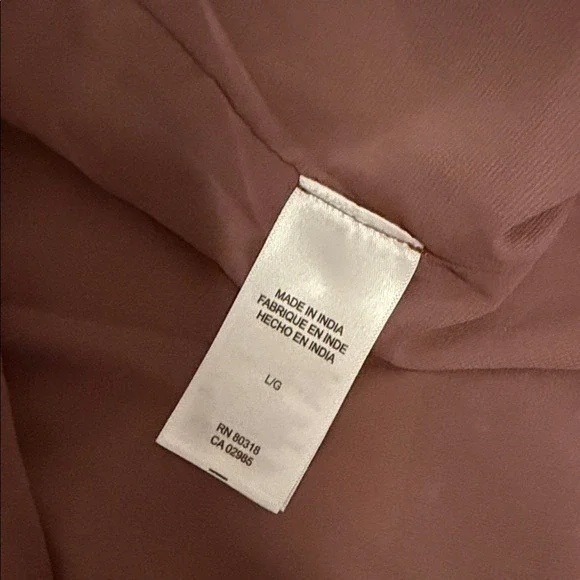 MADE IN INDIA
FABRIQUE EN INDE
HECHO EN INDIA
L/G
RN 80318
CA 02985